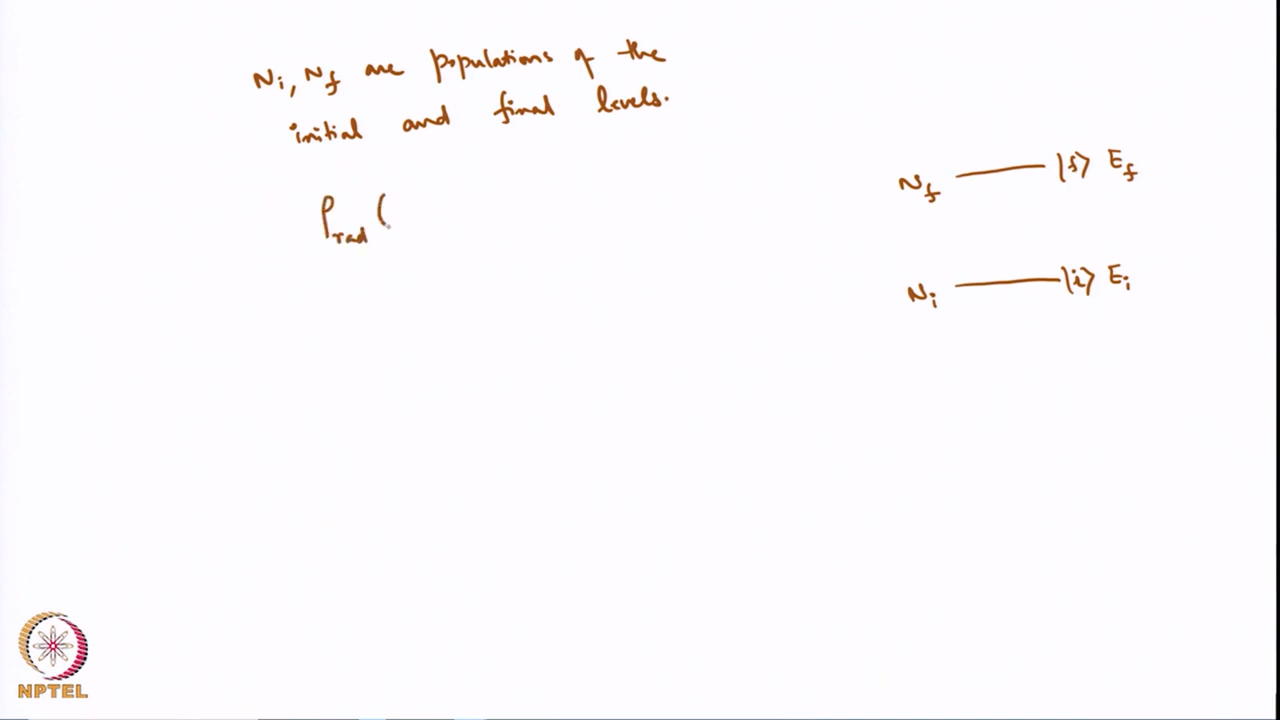 Ni, Nf are populations of the
initial and final levels.
Nf |f⟩ Ef
ρrad (
Ni |i⟩ Ei
NPTEL